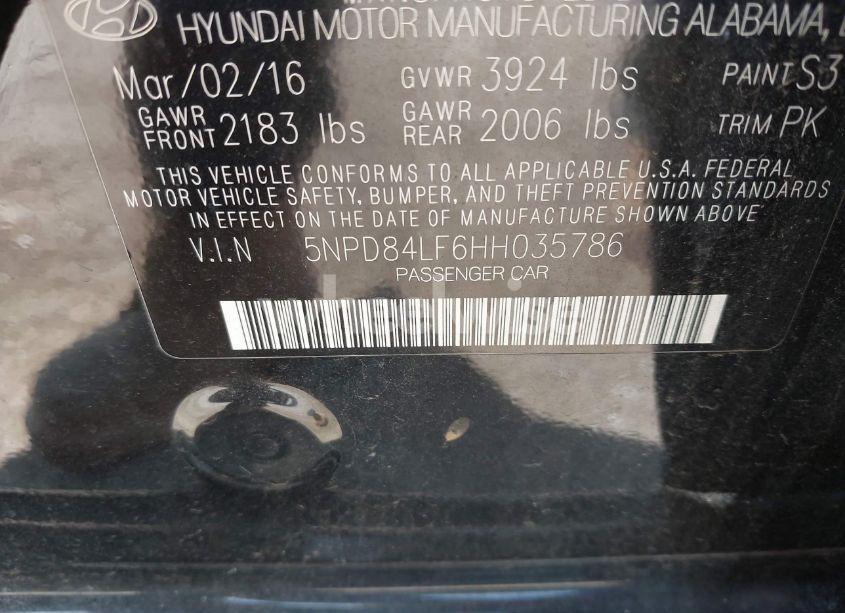 HYUNDAI MOTOR MANUFACTURING ALABAMA,
Mar/02/16 GVWR 3924 lbs PAINT S3
GAWR FRONT 2183 lbs GAWR REAR 2006 lbs TRIM PK
THIS VEHICLE CONFORMS TO ALL APPLICABLE U.S.A. FEDERAL
MOTOR VEHICLE SAFETY, BUMPER, AND THEFT PREVENTION STANDARDS
IN EFFECT ON THE DATE OF MANUFACTURE SHOWN ABOVE
V.I.N 5NPD84LF6HH035786
PASSENGER CAR